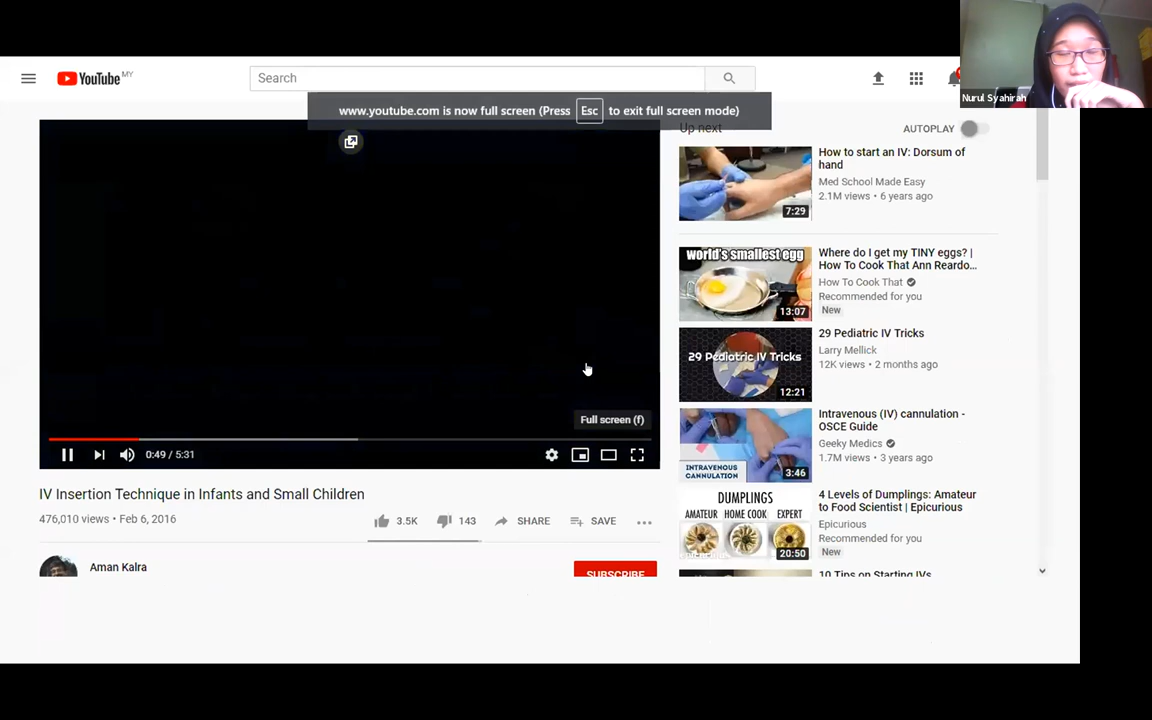 YouTube MY
Search
Nurul Syahirah
www.youtube.com is now full screen (Press Esc to exit full screen mode)
Up next
AUTOPLAY
How to start an IV: Dorsum of
hand
Med School Made Easy
2.1M views • 6 years ago
7:29
world's smallest egg
13:07
Where do I get my TINY eggs? |
How To Cook That Ann Reardo...
How To Cook That
Recommended for you
New
29 Pediatric IV Tricks
12:21
29 Pediatric IV Tricks
Larry Mellick
12K views • 2 months ago
INTRAVENOUS
CANNULATION
3:46
Intravenous (IV) cannulation -
OSCE Guide
Geeky Medics
1.7M views • 3 years ago
DUMPLINGS
AMATEUR HOME COOK EXPERT
20:50
4 Levels of Dumplings: Amateur
to Food Scientist | Epicurious
Epicurious
Recommended for you
New
10 Tips on Starting IVs
Full screen (f)
0:49 / 5:31
IV Insertion Technique in Infants and Small Children
476,010 views • Feb 6, 2016
3.5K
143
SHARE
SAVE
Aman Kalra
SUBSCRIBE